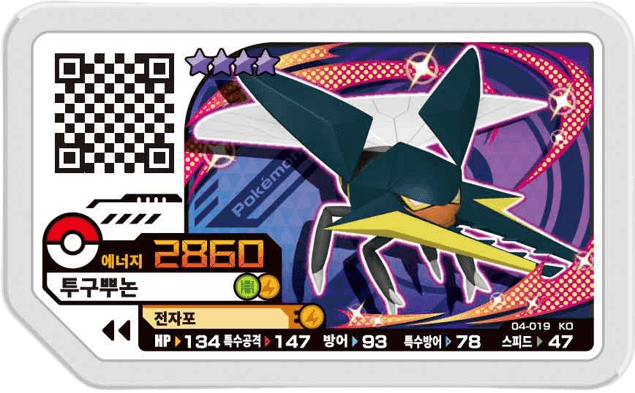 Pokémon
에너지 2860
투구뿌논
전자포
HP 134 특수공격 147 방어 93 특수방어 78 스피드 47
04-019 KO